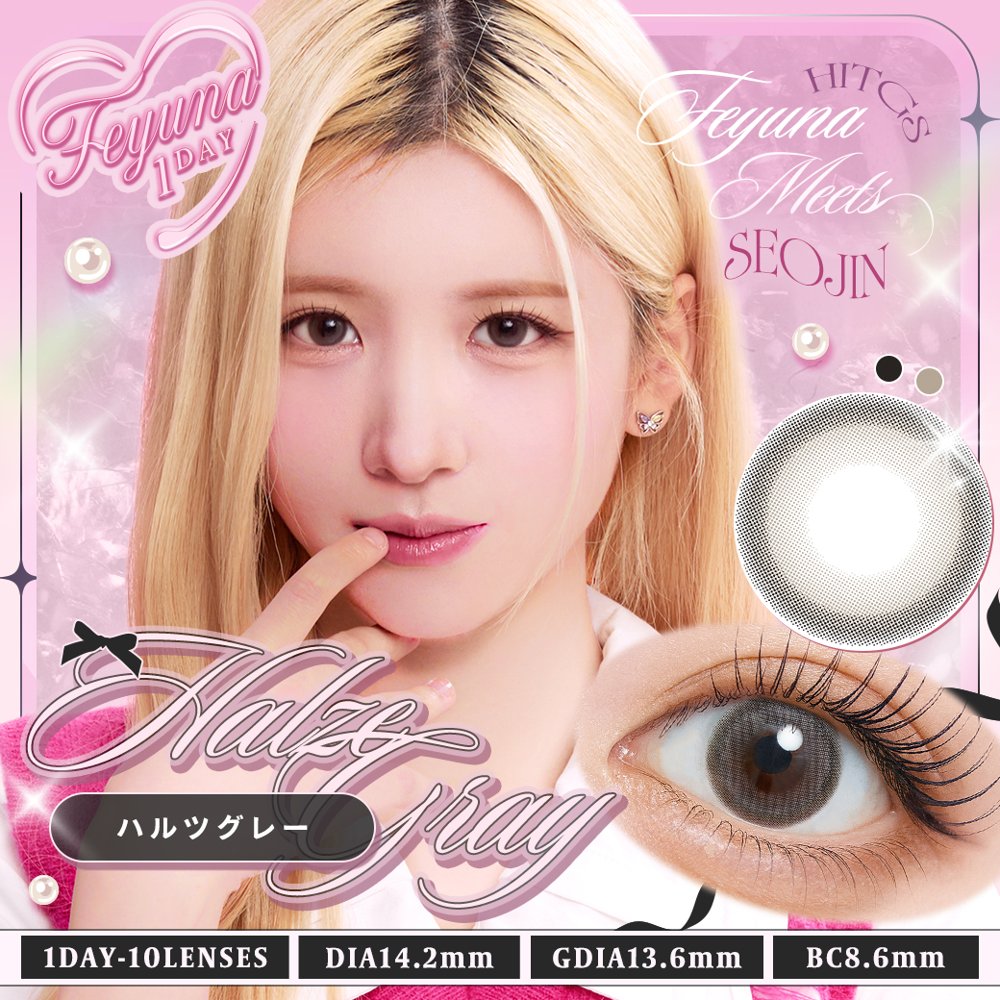 Feyuna
1DAY
HITGS
Feyuna
Meets
SEOJIN
Halze
Gray
ハルツグレー
1DAY-10LENSES
DIA14.2mm
GDIA13.6mm
BC8.6mm